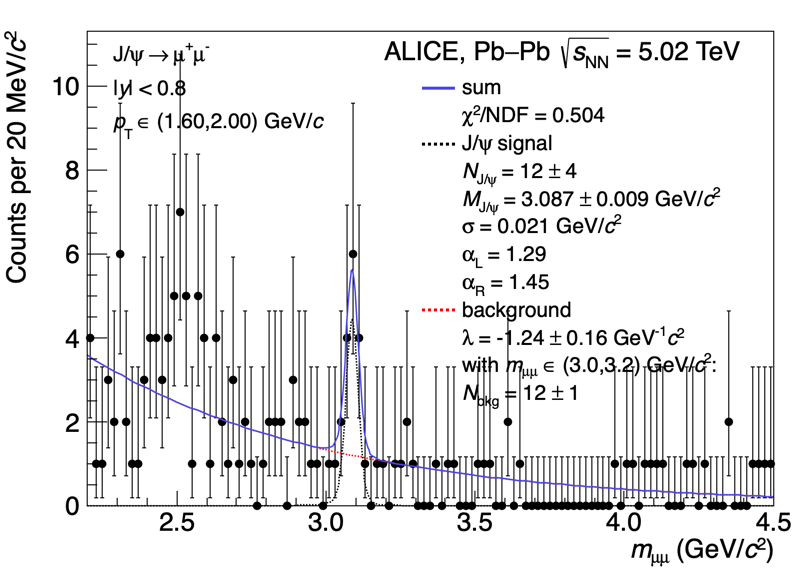 Counts per 20 MeV/c²
J/ψ → μ⁺μ⁻
|y| < 0.8
p_T ∈ (1.60,2.00) GeV/c
ALICE, Pb–Pb √s_NN = 5.02 TeV
sum
χ²/NDF = 0.504
J/ψ signal
N_J/ψ = 12 ± 4
M_J/ψ = 3.087 ± 0.009 GeV/c²
σ = 0.021 GeV/c²
α_L = 1.29
α_R = 1.45
background
λ = -1.24 ± 0.16 GeV⁻¹c²
with m_μμ ∈ (3.0,3.2) GeV/c²:
N_bkg = 12 ± 1
10
8
6
4
2
0
2.5 3.0 3.5 4.0 4.5
m_μμ (GeV/c²)